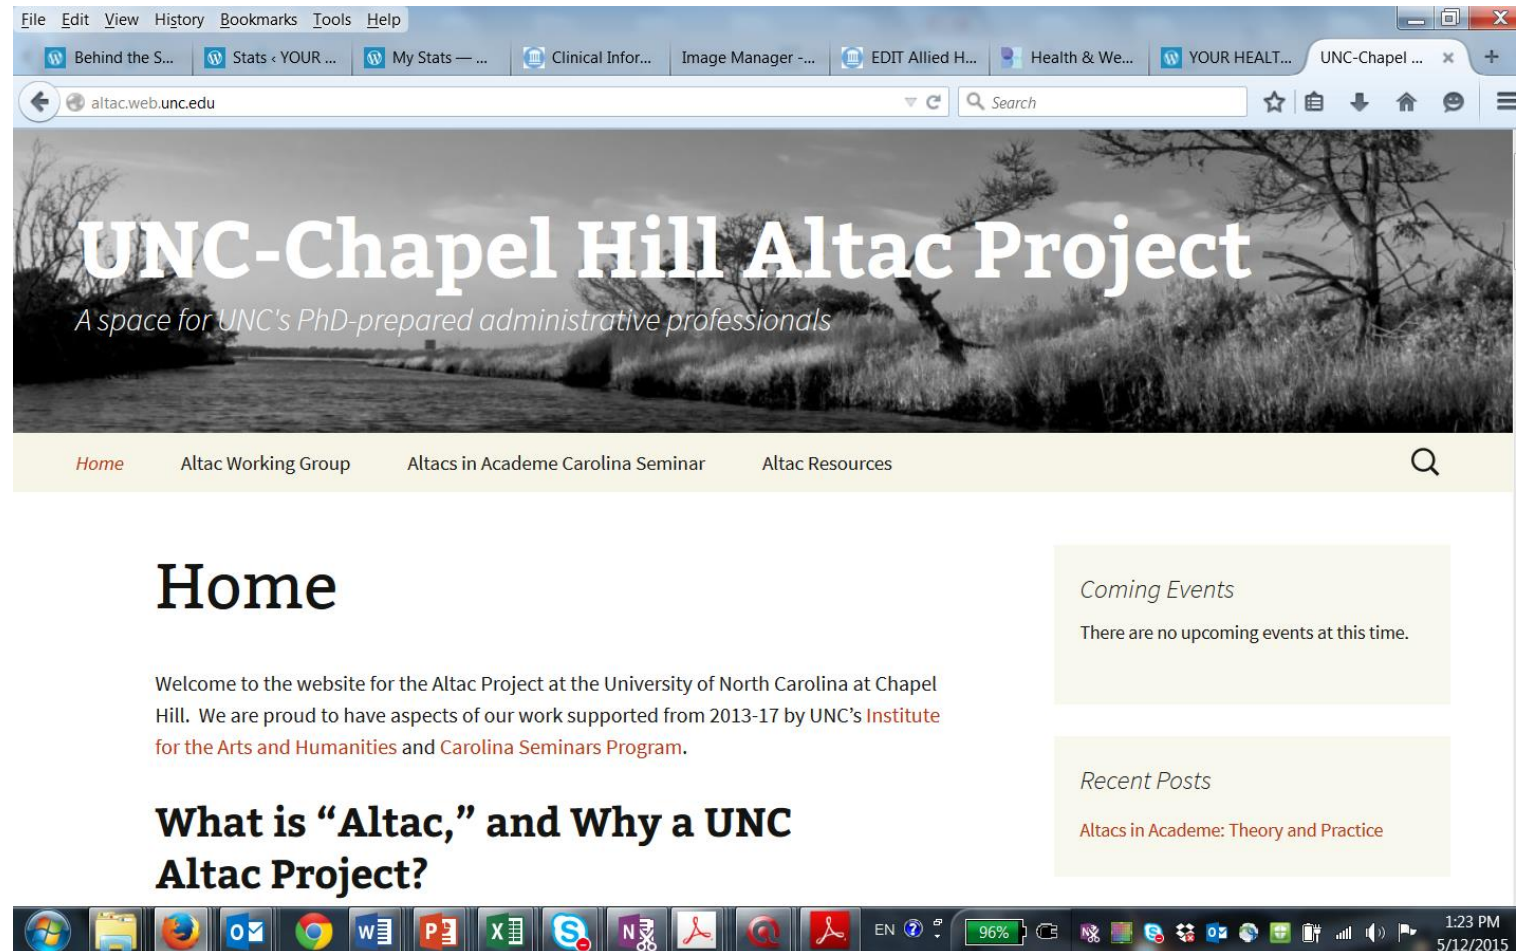 File Edit View History Bookmarks Tools Help
Behind the S... Stats ‹ YOUR ... My Stats — ... Clinical Infor... Image Manager -... EDIT Allied H... Health & We... YOUR HEALT... UNC-Chapel ...
altac.web.unc.edu Search
UNC-Chapel Hill Altac Project
A space for UNC's PhD-prepared administrative professionals
Home Altac Working Group Altacs in Academe Carolina Seminar Altac Resources
Home
Welcome to the website for the Altac Project at the University of North Carolina at Chapel
Hill. We are proud to have aspects of our work supported from 2013-17 by UNC’s Institute
for the Arts and Humanities and Carolina Seminars Program.
What is “Altac,” and Why a UNC
Altac Project?
Coming Events
There are no upcoming events at this time.
Recent Posts
Altacs in Academe: Theory and Practice
EN 96% 1:23 PM
5/12/2015